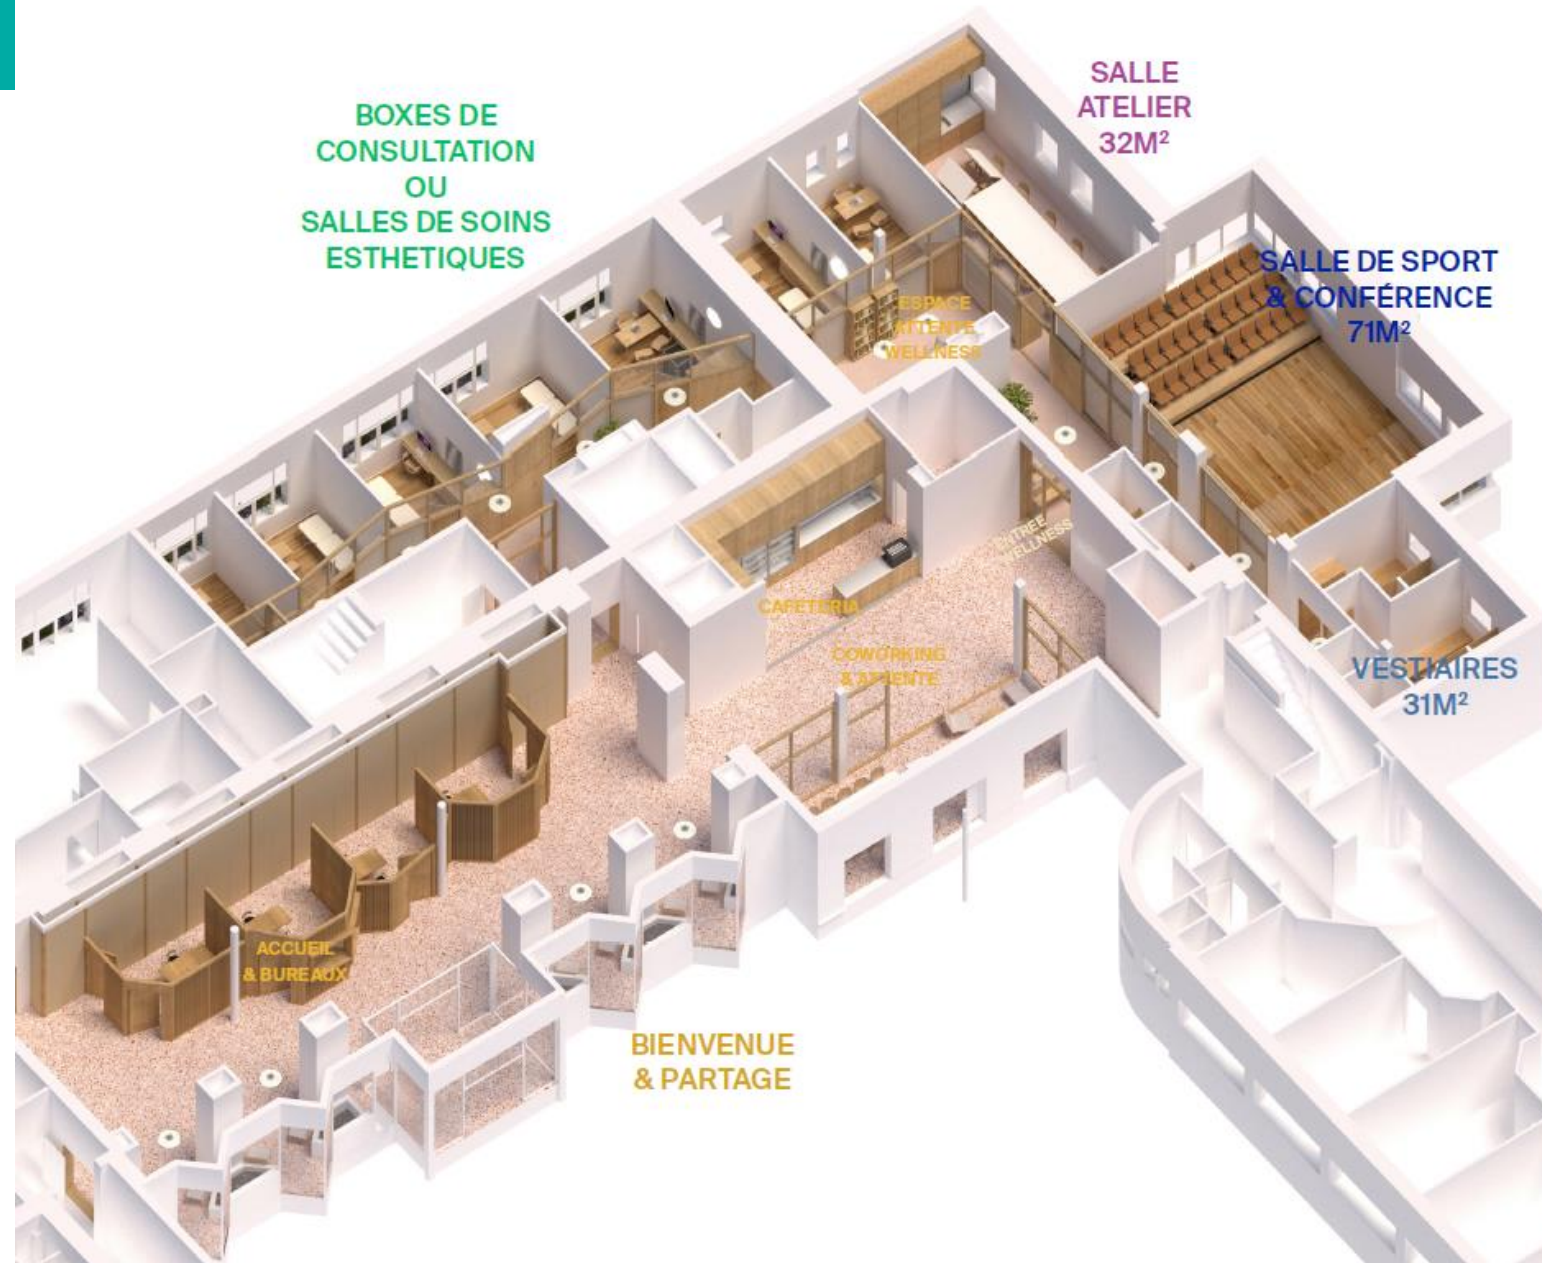 SALLE
ATELIER
32M²
BOXES DE
CONSULTATION
OU
SALLES DE SOINS
ESTHETIQUES
SALLE DE SPORT
& CONFÉRENCE
71M²
ESPACE
ATTENTE
WELLNESS
ENTREE
WELLNESS
CAFETERIA
COWORKING
& ATTENTE
VESTIAIRES
31M²
ACCUEIL
& BUREAUX
BIENVENUE
& PARTAGE